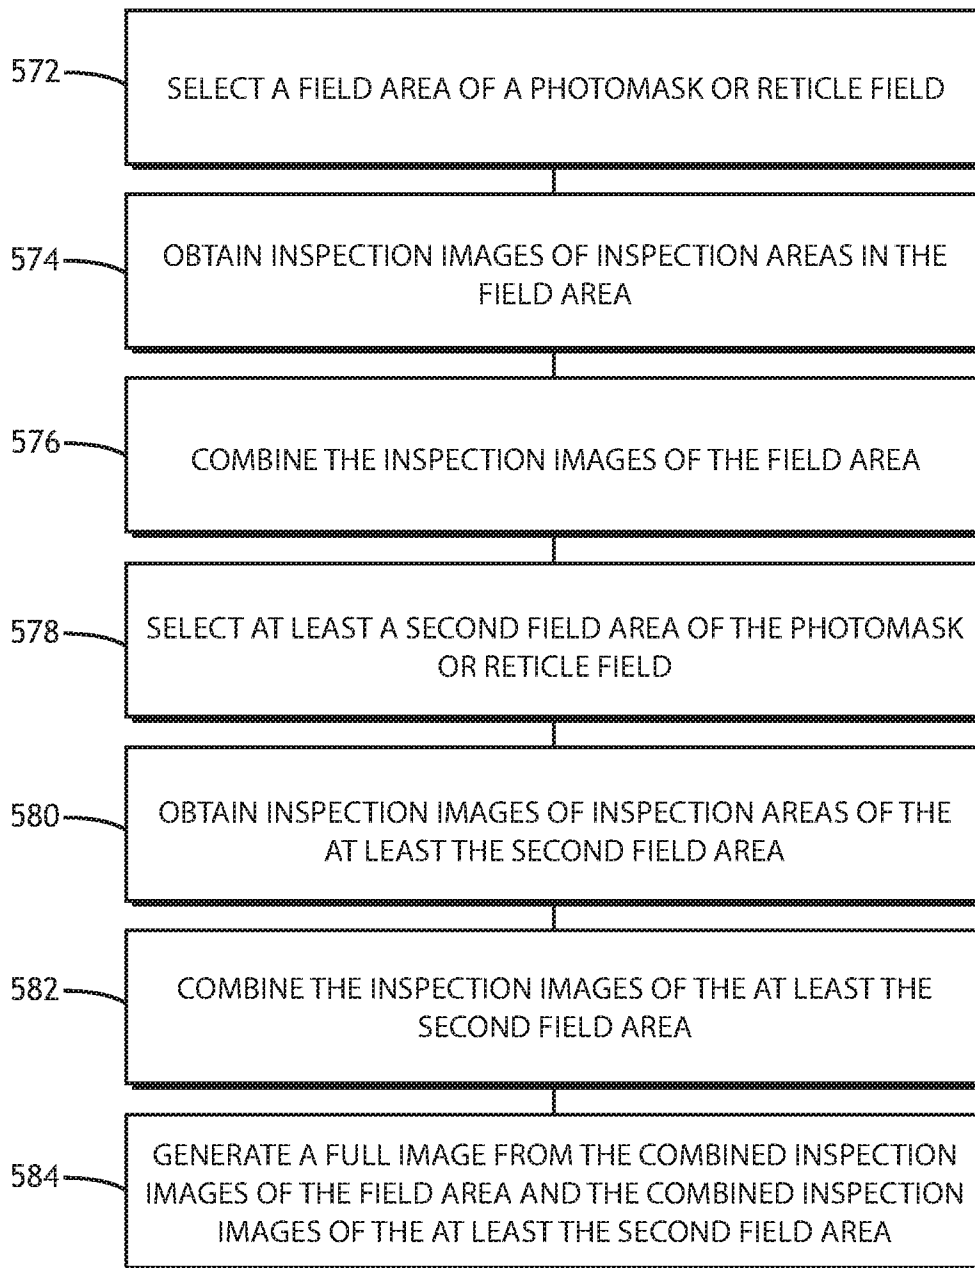 572
SELECT A FIELD AREA OF A PHOTOMASK OR RETICLE FIELD
574
OBTAIN INSPECTION IMAGES OF INSPECTION AREAS IN THE
FIELD AREA
576
COMBINE THE INSPECTION IMAGES OF THE FIELD AREA
578
SELECT AT LEAST A SECOND FIELD AREA OF THE PHOTOMASK
OR RETICLE FIELD
580
OBTAIN INSPECTION IMAGES OF INSPECTION AREAS OF THE
AT LEAST THE SECOND FIELD AREA
582
COMBINE THE INSPECTION IMAGES OF THE AT LEAST THE
SECOND FIELD AREA
584
GENERATE A FULL IMAGE FROM THE COMBINED INSPECTION
IMAGES OF THE FIELD AREA AND THE COMBINED INSPECTION
IMAGES OF THE AT LEAST THE SECOND FIELD AREA